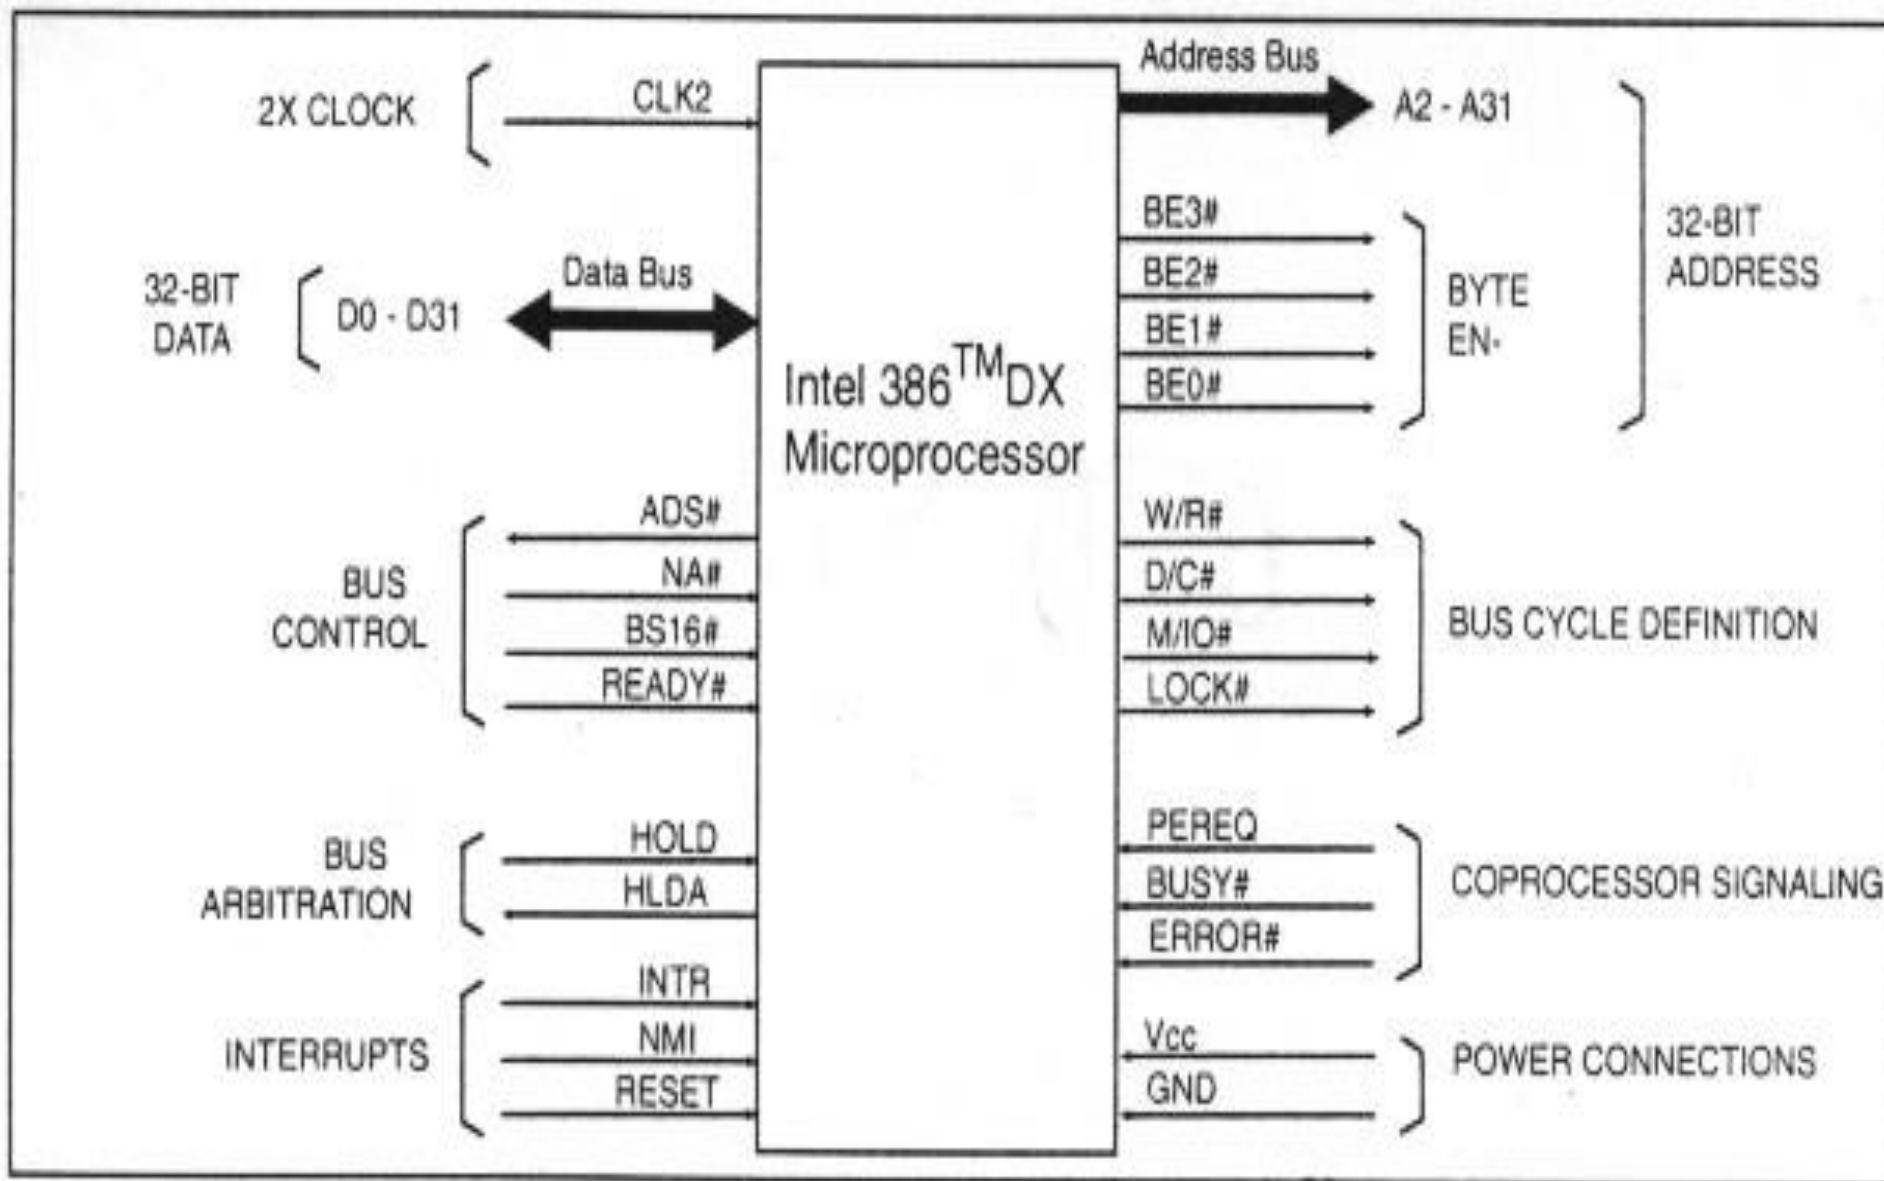 2X CLOCK
CLK2
32-BIT
DATA
D0 - D31
Data Bus
BUS
CONTROL
ADS#
NA#
BS16#
READY#
BUS
ARBITRATION
HOLD
HLDA
INTERRUPTS
INTR
NMI
RESET
Intel 386™DX
Microprocessor
Address Bus
A2 - A31
BE3#
BE2#
BE1#
BE0#
BYTE
EN-
32-BIT
ADDRESS
W/R#
D/C#
M/IO#
LOCK#
BUS CYCLE DEFINITION
PEREQ
BUSY#
ERROR#
COPROCESSOR SIGNALING
Vcc
GND
POWER CONNECTIONS